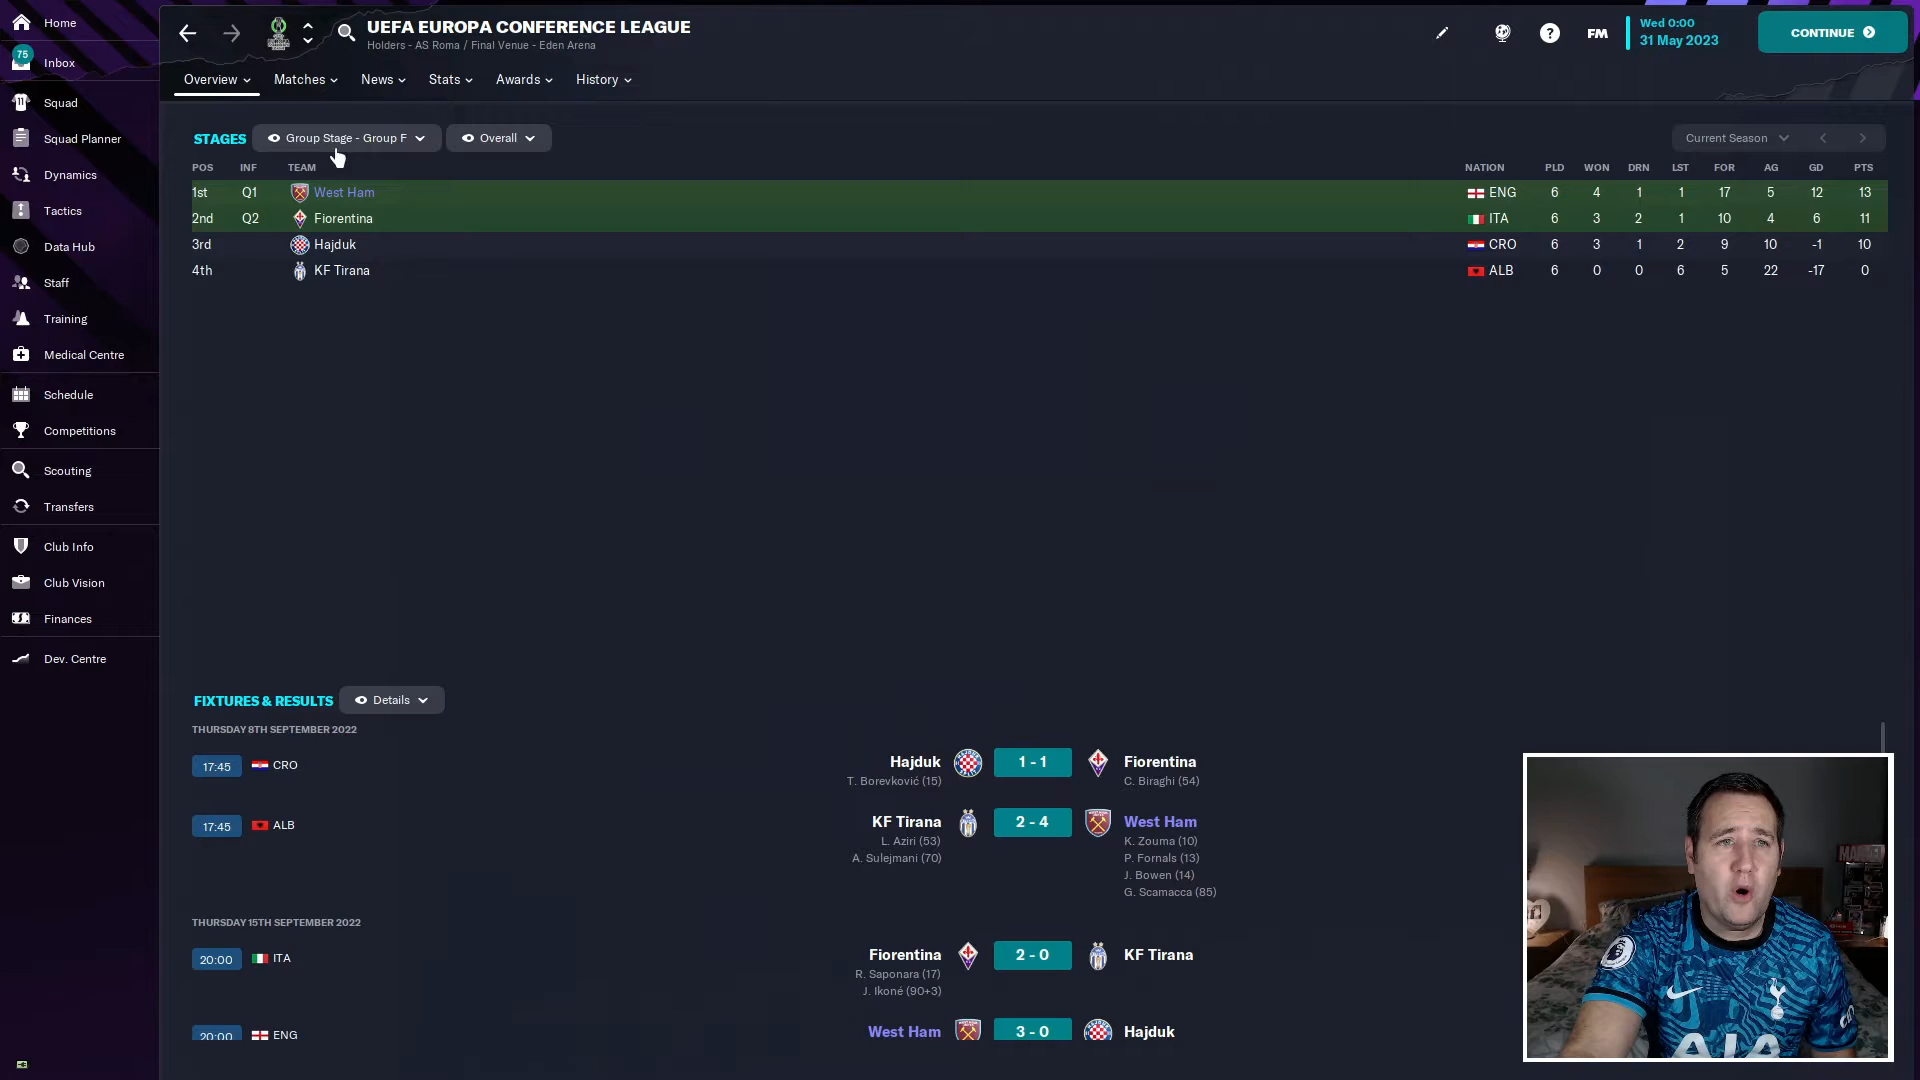 Home
75
Inbox
Squad
Squad Planner
Dynamics
Tactics
Data Hub
Staff
Training
Medical Centre
Schedule
Competitions
Scouting
Transfers
Club Info
Club Vision
Finances
Dev. Centre
UEFA EUROPA CONFERENCE LEAGUE
Holders - AS Roma / Final Venue - Eden Arena
FM
Wed 0:00
31 May 2023
CONTINUE
Overview Matches News Stats Awards History
STAGES Group Stage - Group F Overall Current Season
POS INF TEAM NATION PLD WON DRN LST FOR AG GD PTS
1st Q1 West Ham ENG 6 4 1 1 17 5 12 13
2nd Q2 Fiorentina ITA 6 3 2 1 10 4 6 11
3rd Hajduk CRO 6 3 1 2 9 10 -1 10
4th KF Tirana ALB 6 0 0 6 5 22 -17 0
FIXTURES & RESULTS Details
THURSDAY 8TH SEPTEMBER 2022
17:45 CRO Hajduk 1 - 1 Fiorentina
T. Borevković (15) C. Biraghi (54)
17:45 ALB KF Tirana 2 - 4 West Ham
L. Aziri (53) K. Zouma (10)
A. Sulejmani (70) P. Fornals (13)
J. Bowen (14)
G. Scamacca (85)
THURSDAY 15TH SEPTEMBER 2022
20:00 ITA Fiorentina 2 - 0 KF Tirana
R. Saponara (17)
J. Ikoné (90+3)
20:00 ENG West Ham 3 - 0 Hajduk
AIA